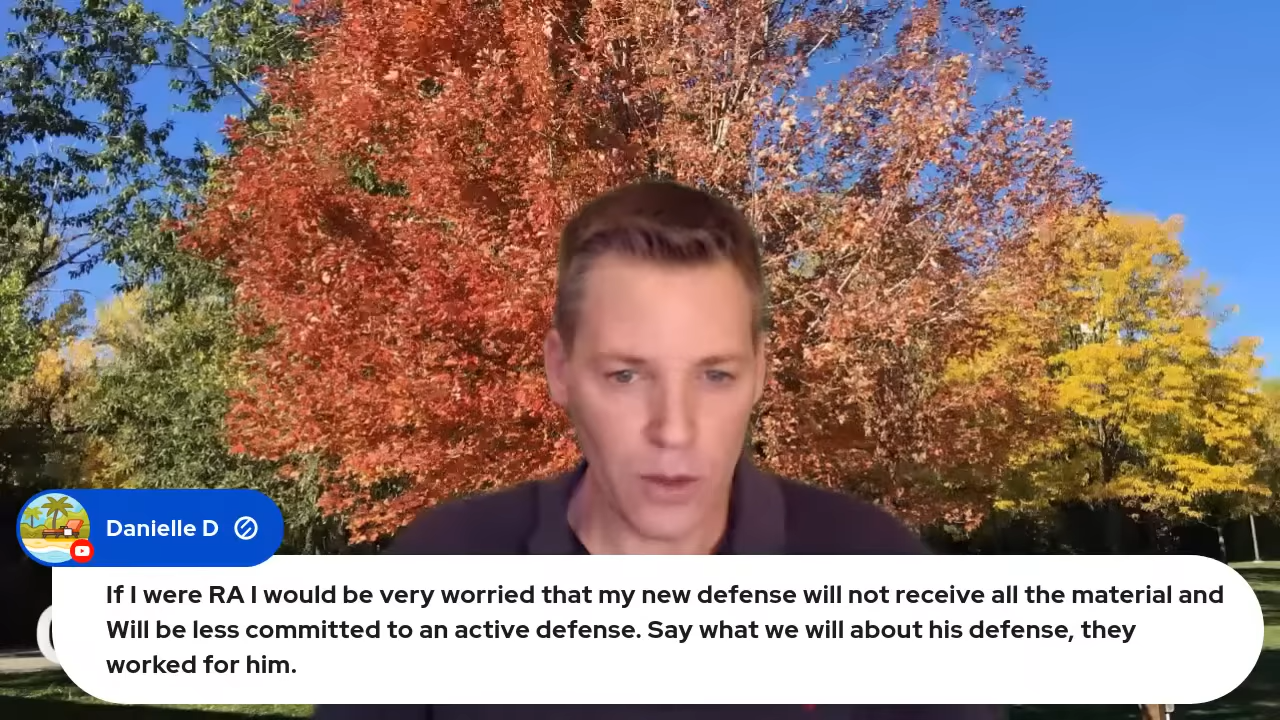 Danielle D
If I were RA I would be very worried that my new defense will not receive all the material and
Will be less committed to an active defense. Say what we will about his defense, they
worked for him.